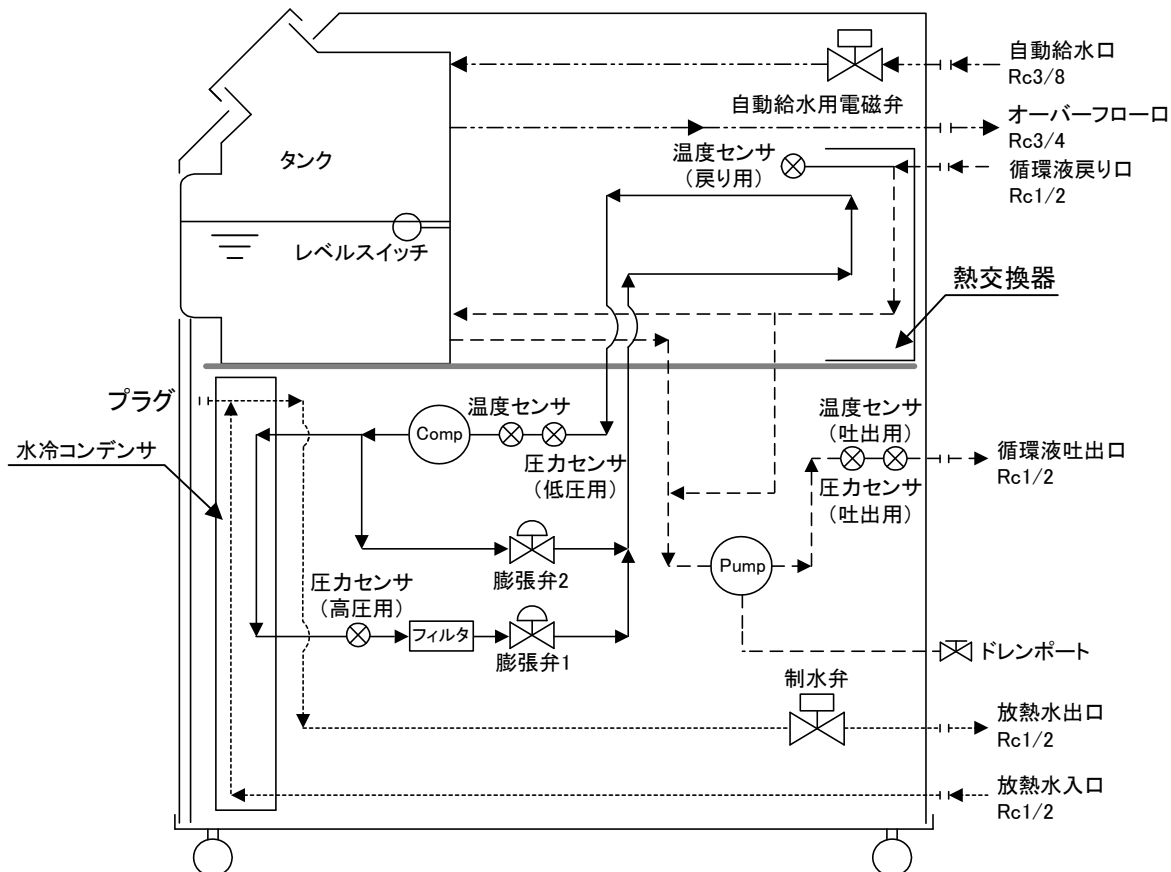 自動給水口
Rc3/8
自動給水用電磁弁
オーバーフロー口
Rc3/4
タンク
温度センサ
(戻り用)
循環液戻り口
Rc1/2
レベルスイッチ
熱交換器
プラグ
水冷コンデンサ
Comp
温度センサ
圧力センサ
(低圧用)
温度センサ
(吐出用)
圧力センサ
(吐出用)
循環液吐出口
Rc1/2
膨張弁2
Pump
圧力センサ
(高圧用)
フィルタ
膨張弁1
ドレンポート
制水弁
放熱水出口
Rc1/2
放熱水入口
Rc1/2